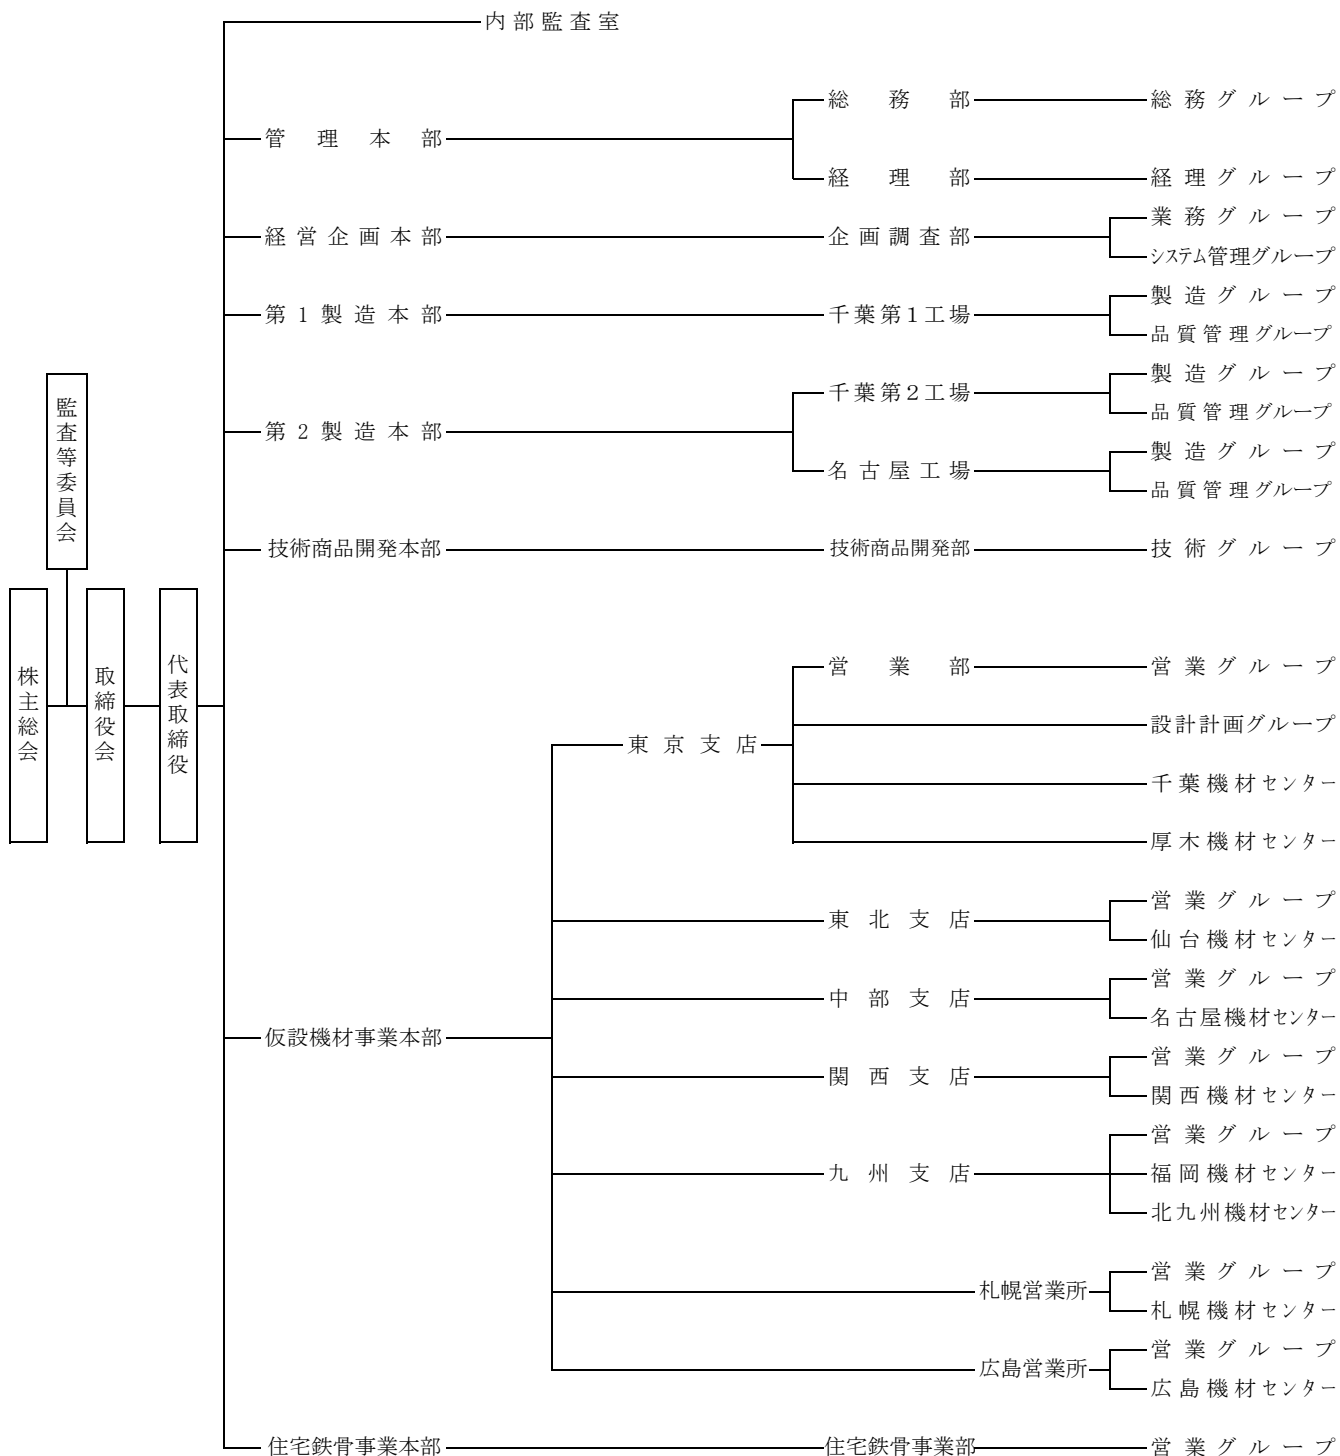 内部監査室
総務部 総務グループ
管理本部
経理部 経理グループ
業務グループ
経営企画本部 企画調査部
システム管理グループ
製造グループ
第1製造本部 千葉第1工場
品質管理グループ
製造グループ
千葉第2工場
品質管理グループ
第2製造本部
製造グループ
名古屋工場
品質管理グループ
技術商品開発本部 技術商品開発部 技術グループ
監査等委員会
株主総会
取締役会
代表取締役
営業部 営業グループ
設計計画グループ
東京支店
千葉機材センター
厚木機材センター
営業グループ
東北支店
仙台機材センター
営業グループ
中部支店
名古屋機材センター
仮設機材事業本部
営業グループ
関西支店
関西機材センター
営業グループ
九州支店 福岡機材センター
北九州機材センター
営業グループ
札幌営業所
札幌機材センター
営業グループ
広島営業所
広島機材センター
住宅鉄骨事業本部 住宅鉄骨事業部 営業グループ